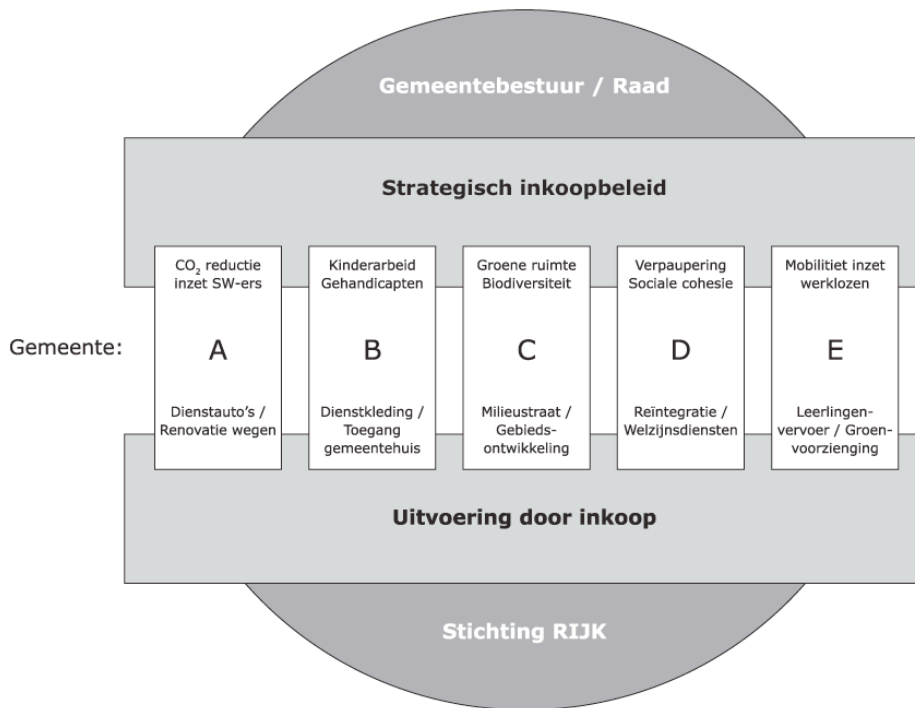 Gemeentebestuur / Raad
Strategisch inkoopbeleid
CO₂ reductie
inzet SW-ers
Kinderarbeid
Gehandicapten
Groene ruimte
Biodiversiteit
Verpaupering
Sociale cohesie
Mobilitiet inzet
werklozen
Gemeente:
A
B
C
D
E
Dienstauto's /
Renovatie wegen
Dienstkleding /
Toegang
gemeentehuis
Milieustraat /
Gebieds-
ontwikkeling
Reïntegratie /
Welzijnsdiensten
Leerlingen-
vervoer / Groen-
voorzienging
Uitvoering door inkoop
Stichting RIJK